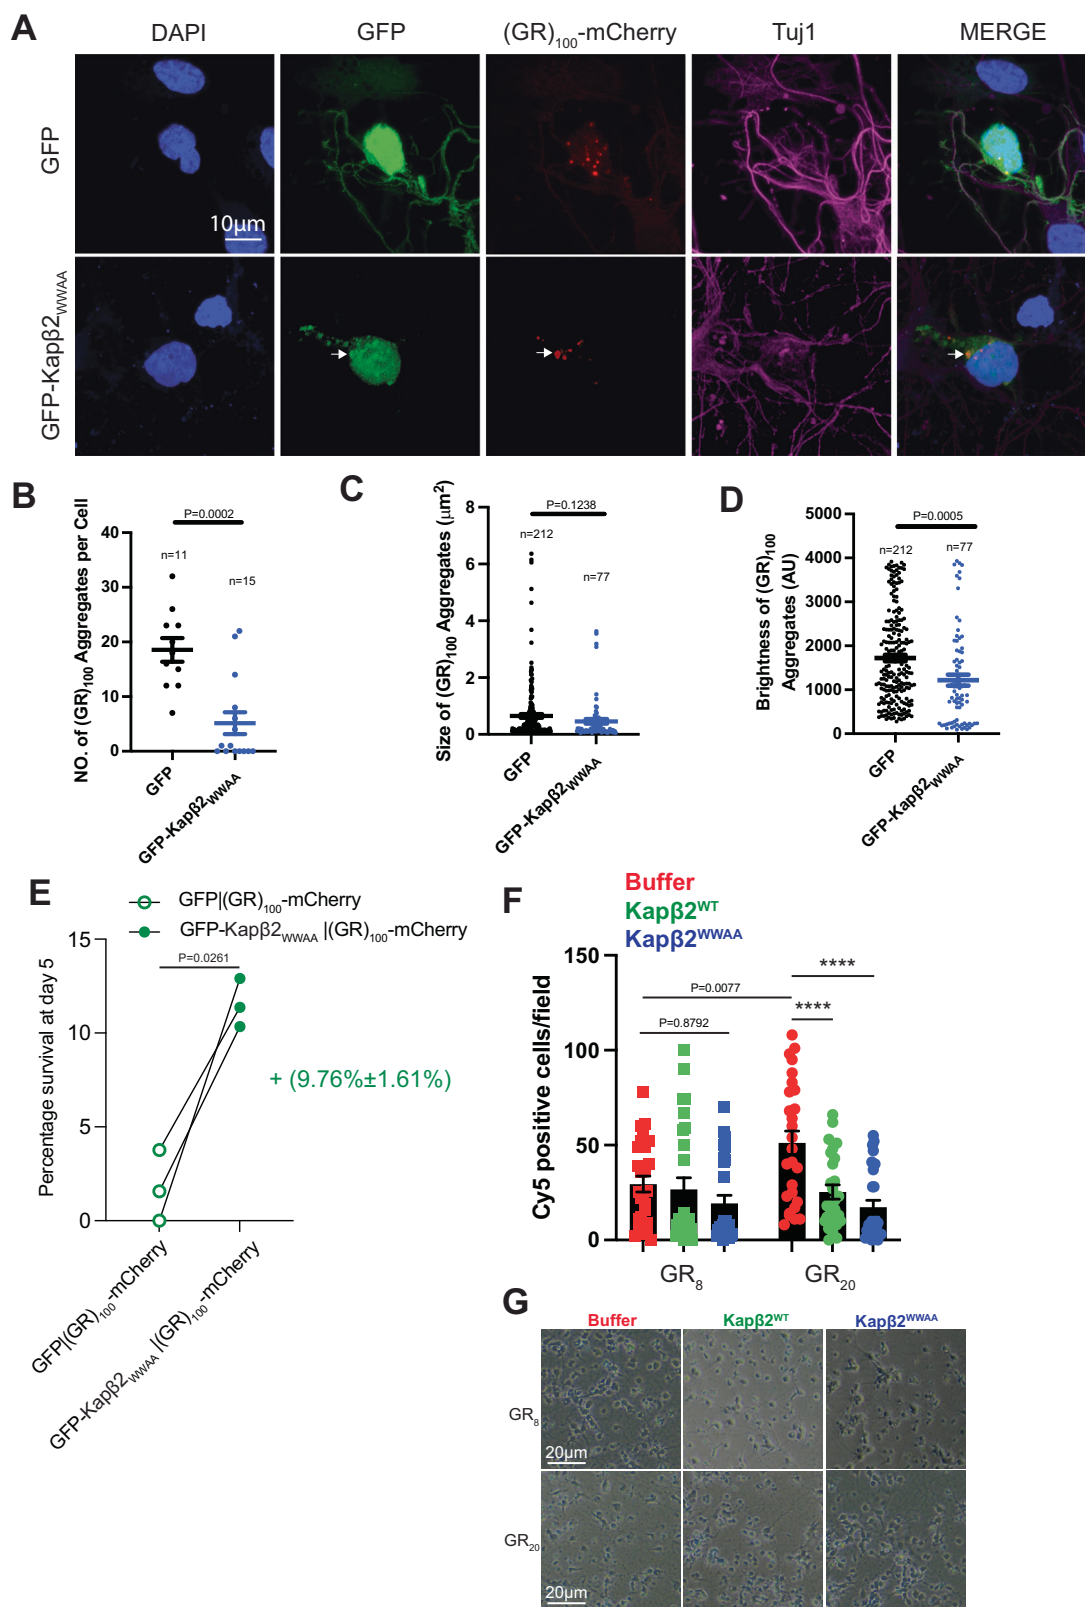 A
DAPI
GFP
(GR)100-mCherry
Tuj1
MERGE
GFP
10µm
GFP-Kapβ2WWAA
B
NO. of (GR)100 Aggregates per Cell
P=0.0002
n=11
n=15
40
30
20
10
0
GFP
GFP-Kapβ2WWAA
C
Size of (GR)100 Aggregates (µm²)
P=0.1238
n=212
n=77
8
6
4
2
0
GFP
GFP-Kapβ2WWAA
D
Brightness of (GR)100
Aggregates (AU)
P=0.0005
n=212
n=77
5000
4000
3000
2000
1000
0
GFP
GFP-Kapβ2WWAA
E
GFP|(GR)100-mCherry
GFP-Kapβ2WWAA |(GR)100-mCherry
Percentage survival at day 5
15
10
5
0
P=0.0261
+ (9.76%±1.61%)
GFP|(GR)100-mCherry
GFP-Kapβ2WWAA |(GR)100-mCherry
F
Buffer
Kapβ2WT
Kapβ2WWAA
Cy5 positive cells/field
150
100
50
0
****
P=0.0077
****
P=0.8792
GR8
GR20
G
Buffer
Kapβ2WT
Kapβ2WWAA
GR8
20µm
GR20
20µm